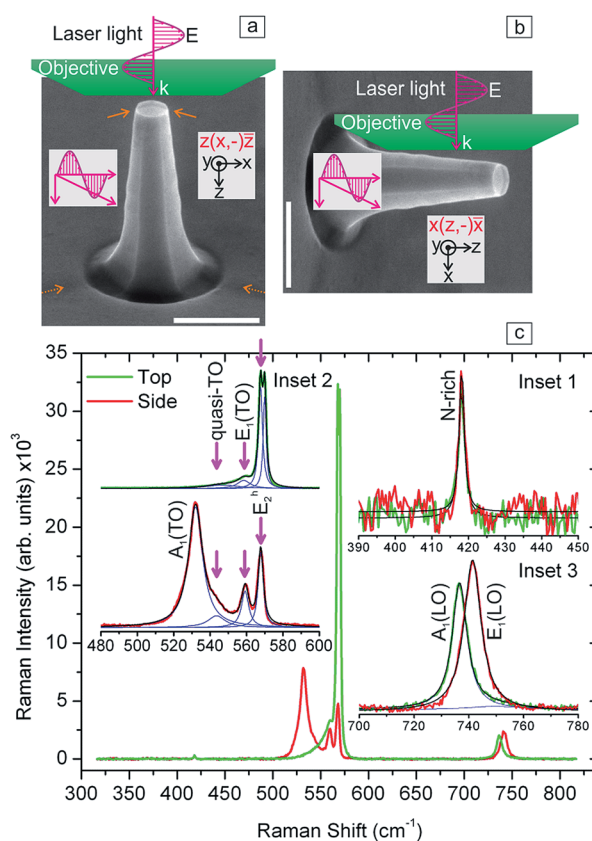 a
Laser light
E
Objective
k
z(x,-)z̅
y x
z
b
Laser light
E
Objective
k
x(z,-)x̅
y z
x
c
Raman Intensity (arb. units) x10³
35
30
25
20
15
10
5
0
Top
Side
Inset 2
quasi-TO
E₁(TO)
A₁(TO)
E₂ʰ
480 500 520 540 560 580 600
Inset 1
N-rich
390 400 410 420 430 440 450
Inset 3
A₁(LO)
E₁(LO)
700 720 740 760 780
300 350 400 450 500 550 600 650 700 750 800
Raman Shift (cm⁻¹)